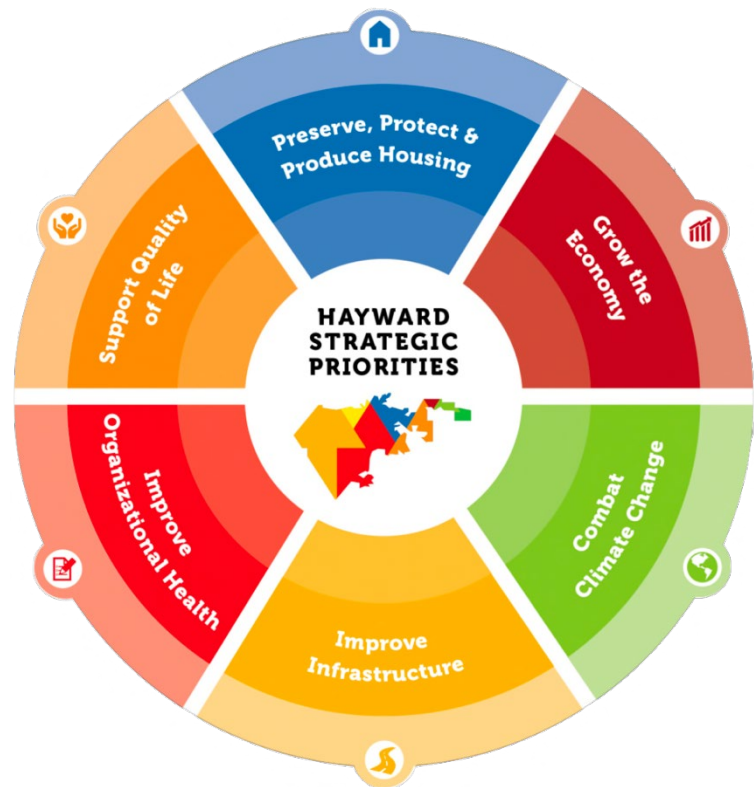 Preserve, Protect &
Produce Housing
Grow the
Economy
Combat
Climate Change
Improve
Infrastructure
Improve
Organizational Health
Support Quality
of Life
HAYWARD
STRATEGIC
PRIORITIES